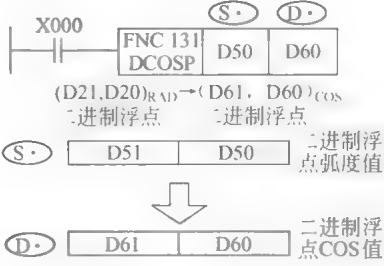 S· D·
X000
FNC 131 D50 D60
DCOSP
(D21,D20)RAD→(D61, D60)COS
二进制浮点 二进制浮点
S· D51 D50 二进制浮
点弧度值
D· D61 D60 二进制浮
点COS值